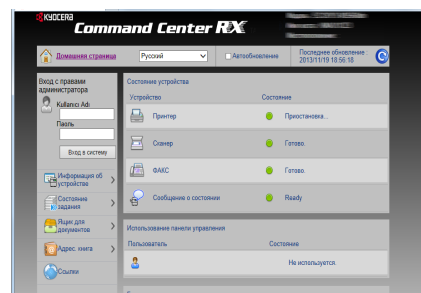 KYOCERA
Command Center RX
Домашняя страница
Русский
Автообновление
Последнее обновление :
2013/11/19 18:56:18
Вход с правами
администратора
Kullanıcı Adı
Пароль
Вход в систему
Информация об
устройстве
Состояние
задания
Ящик для
документов
Адрес. книга
Ссылки
Состояние устройства
Устройство Состояние
Принтер Приостановка...
Сканер Готово.
ФАКС Готово.
Сообщение о состоянии Ready
Использование панели управления
Пользователь Состояние
Не используется.